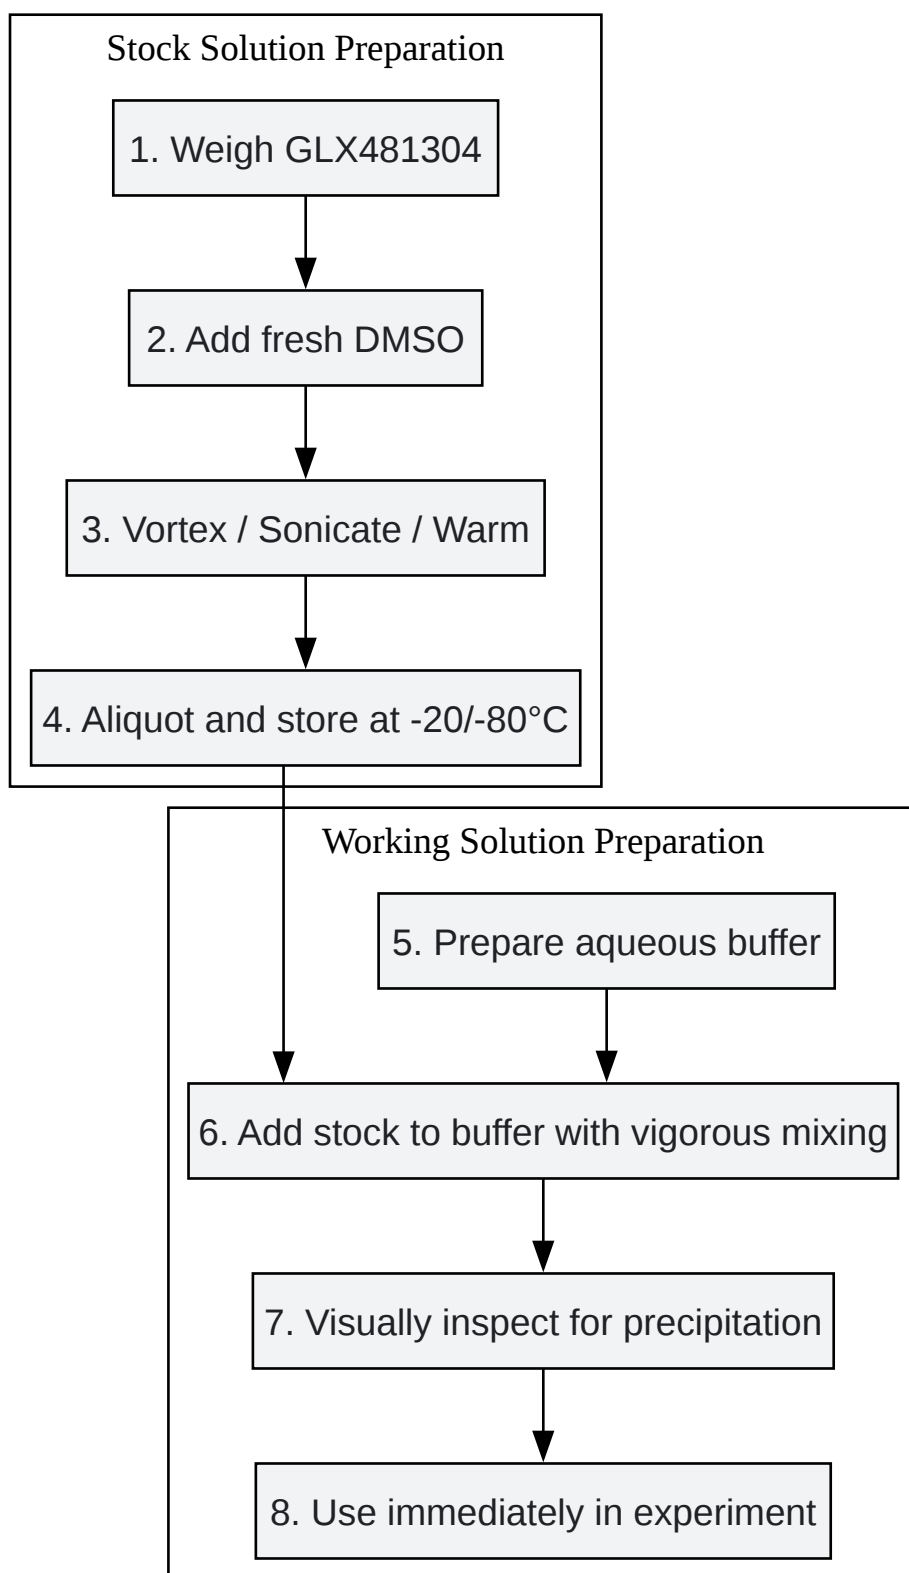 Stock Solution Preparation
1. Weigh GLX481304
2. Add fresh DMSO
3. Vortex / Sonicate / Warm
4. Aliquot and store at -20/-80°C
Working Solution Preparation
5. Prepare aqueous buffer
6. Add stock to buffer with vigorous mixing
7. Visually inspect for precipitation
8. Use immediately in experiment